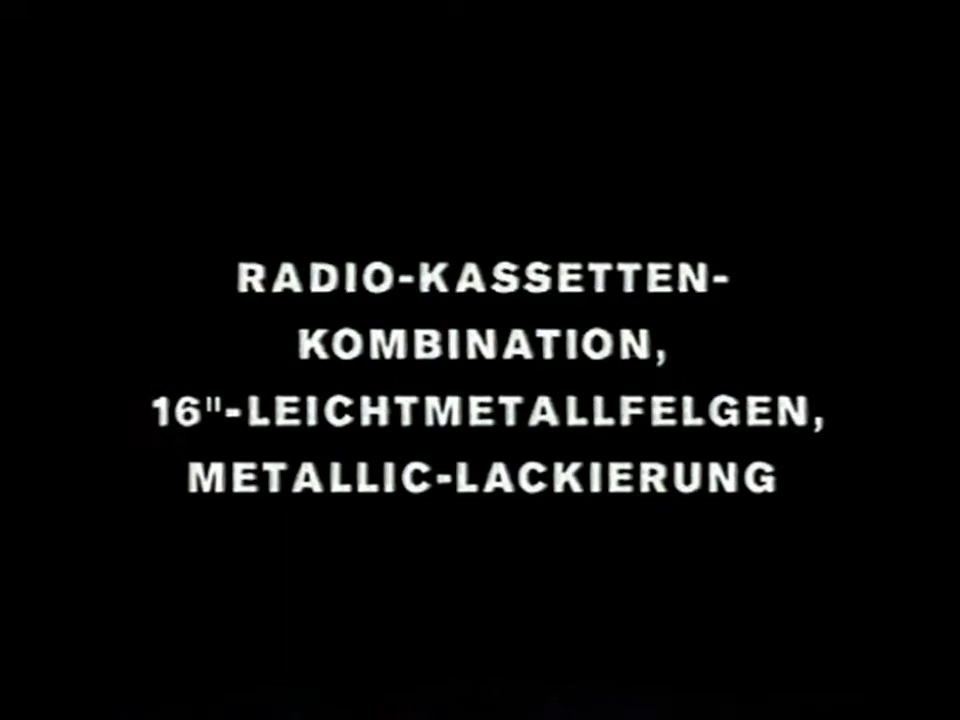 RADIO-KASSETTEN-
KOMBINATION,
16"-LEICHTMETALLFELGEN,
METALLIC-LACKIERUNG